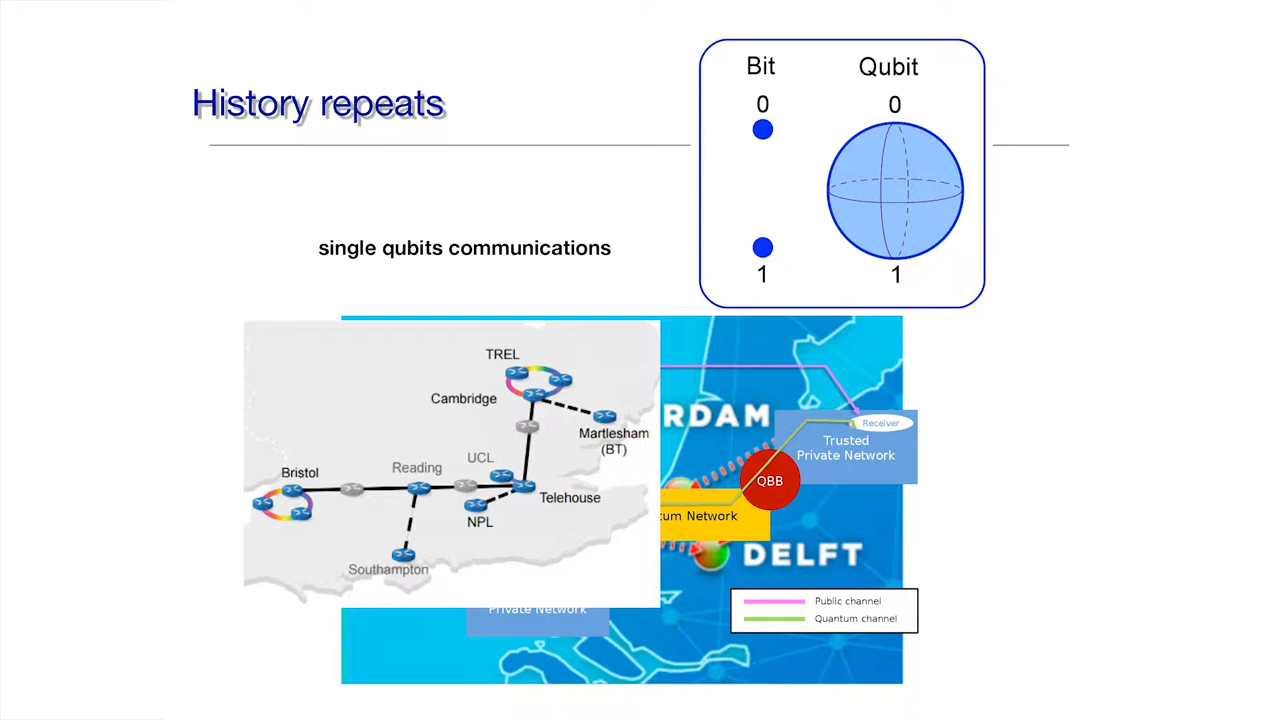 History repeats
Bit
Qubit
0
0
1
1
single qubits communications
TREL
Cambridge
Martlesham
(BT)
UCL
Reading
Bristol
Telehouse
NPL
Southampton
RDAM
Receiver
Trusted
Private Network
QBB
tum Network
DELFT
Public channel
Quantum channel
Private Network